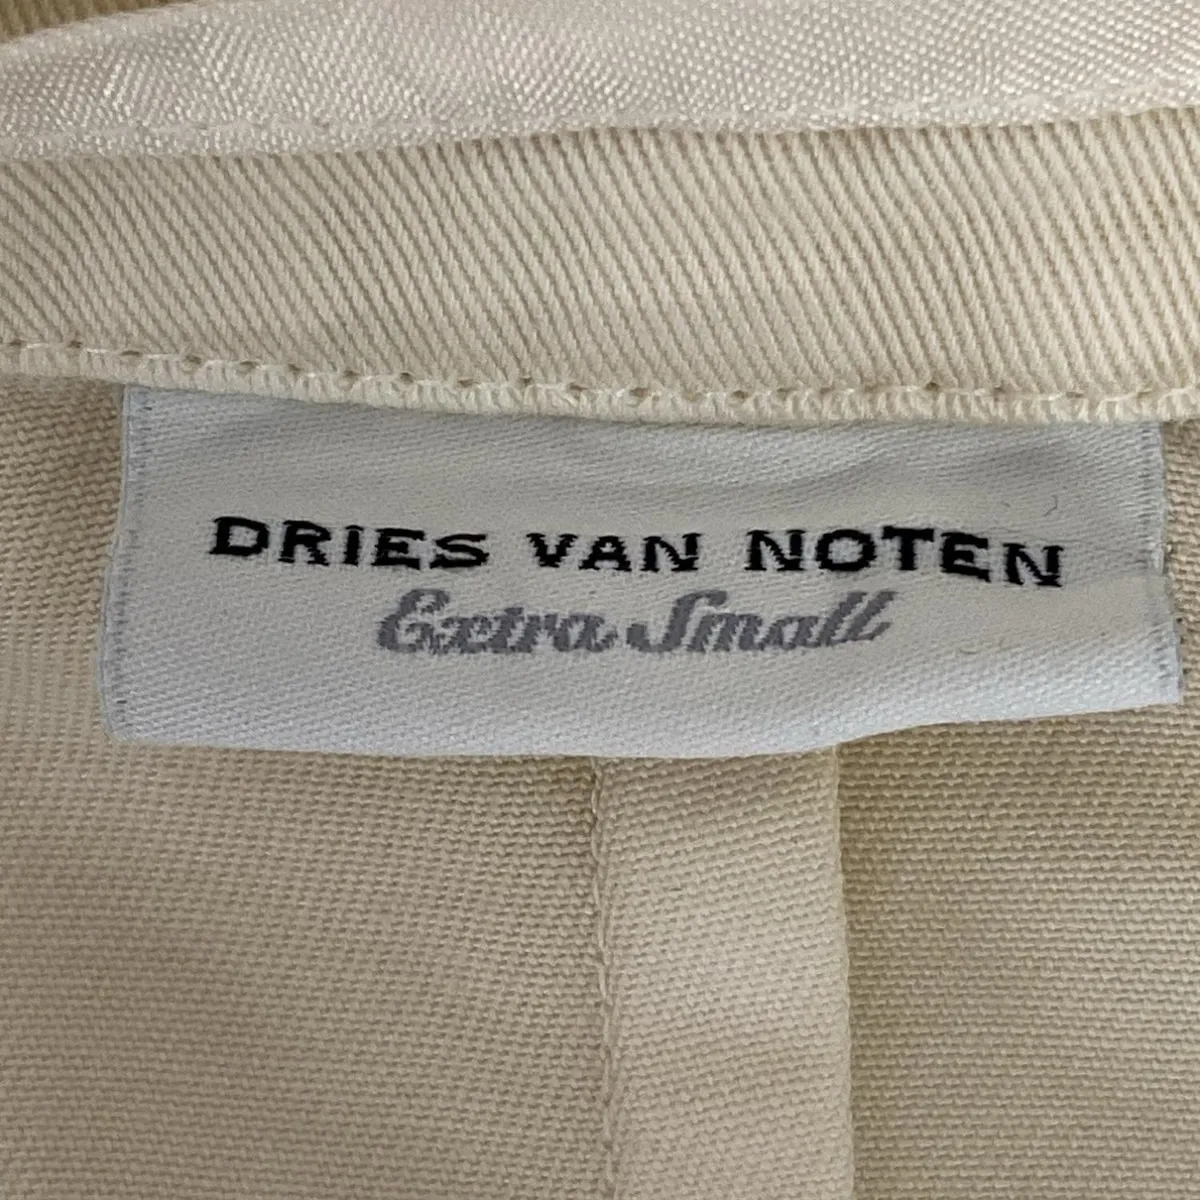 DRIES VAN NOTEN
Extra Small